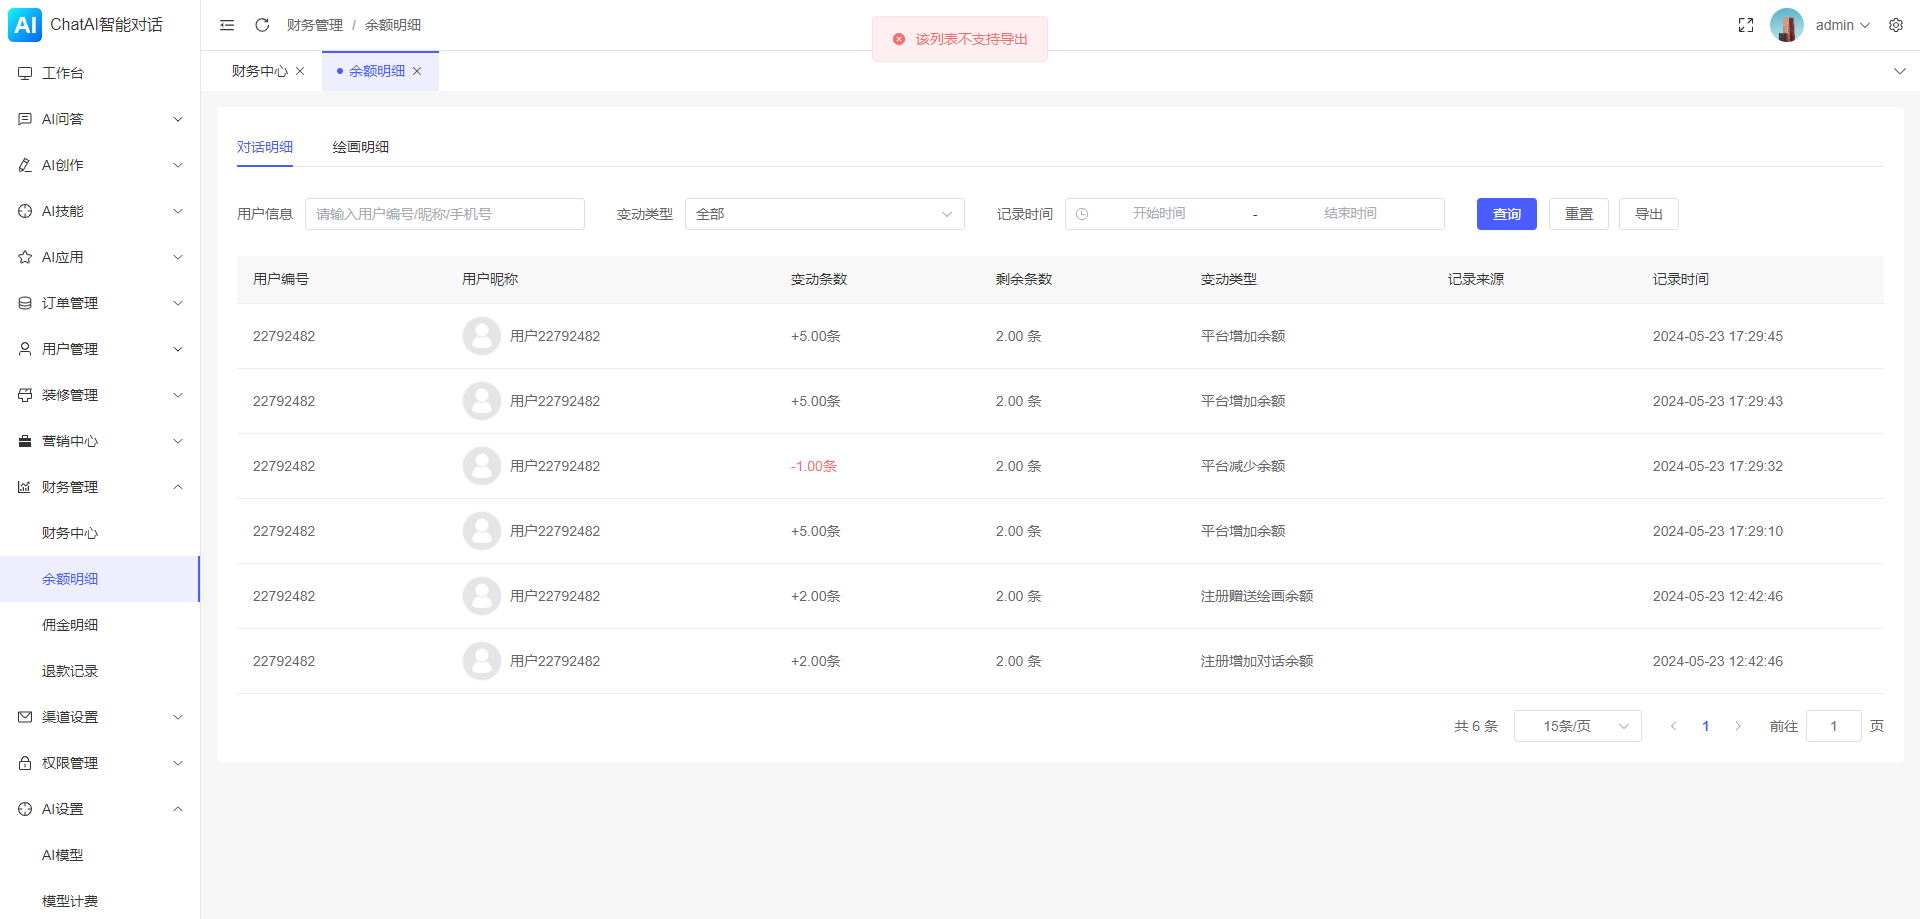 AI ChatAI智能对话
财务管理 / 余额明细
该列表不支持导出
admin
财务中心
余额明细
工作台
AI问答
AI创作
AI技能
AI应用
订单管理
用户管理
装修管理
营销中心
财务管理
财务中心
余额明细
佣金明细
退款记录
渠道设置
权限管理
AI设置
AI模型
模型计费
对话明细 绘画明细
用户信息 请输入用户编号/昵称/手机号 变动类型 全部 记录时间 开始时间 - 结束时间 查询 重置 导出
用户编号 用户昵称 变动条数 剩余条数 变动类型 记录来源 记录时间
22792482 用户22792482 +5.00条 2.00 条 平台增加余额 2024-05-23 17:29:45
22792482 用户22792482 +5.00条 2.00 条 平台增加余额 2024-05-23 17:29:43
22792482 用户22792482 -1.00条 2.00 条 平台减少余额 2024-05-23 17:29:32
22792482 用户22792482 +5.00条 2.00 条 平台增加余额 2024-05-23 17:29:10
22792482 用户22792482 +2.00条 2.00 条 注册赠送绘画余额 2024-05-23 12:42:46
22792482 用户22792482 +2.00条 2.00 条 注册增加对话余额 2024-05-23 12:42:46
共 6 条 15条/页 1 前往 1 页